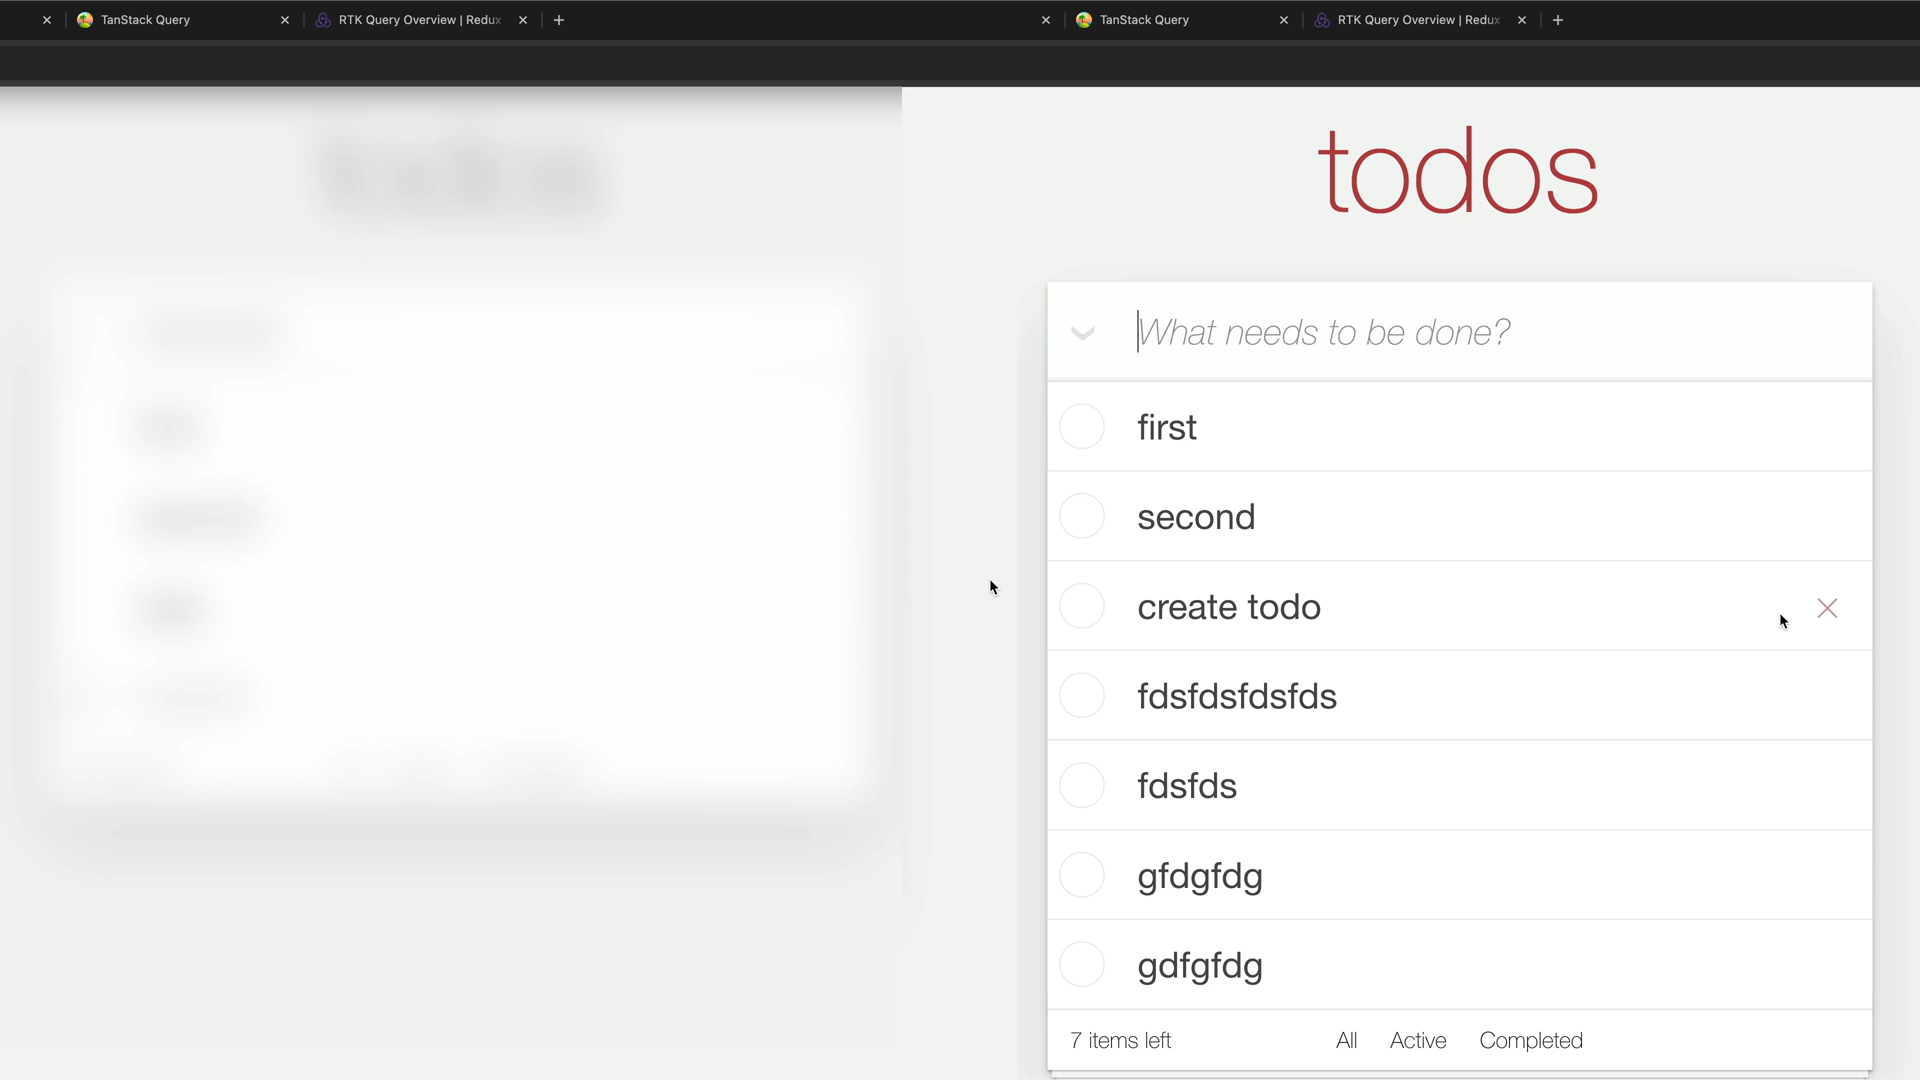 TanStack Query
RTK Query Overview | Redux
TanStack Query
RTK Query Overview | Redux
todos
What needs to be done?
first
second
create todo
fdsfdsfdsfds
fdsfds
gfdgfdg
gdfgfdg
7 items left
All Active Completed